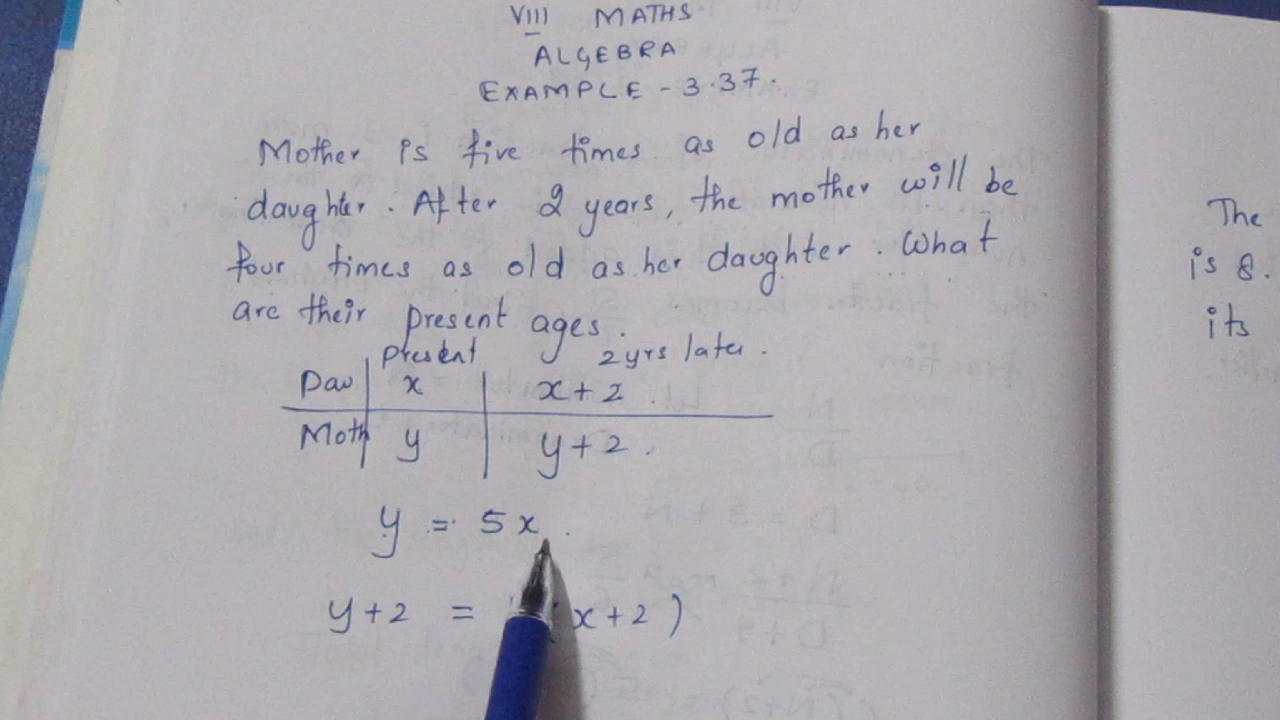 VIII MATHS
ALGEBRA
EXAMPLE - 3.37.
Mother is five times as old as her
daughter. After 2 years, the mother will be
four times as old as her daughter. What
are their present ages.
present 2yrs later.
Dau x x + 2.
Moth y y + 2.
y = 5x.
y + 2 = x + 2)
The
is 8.
its